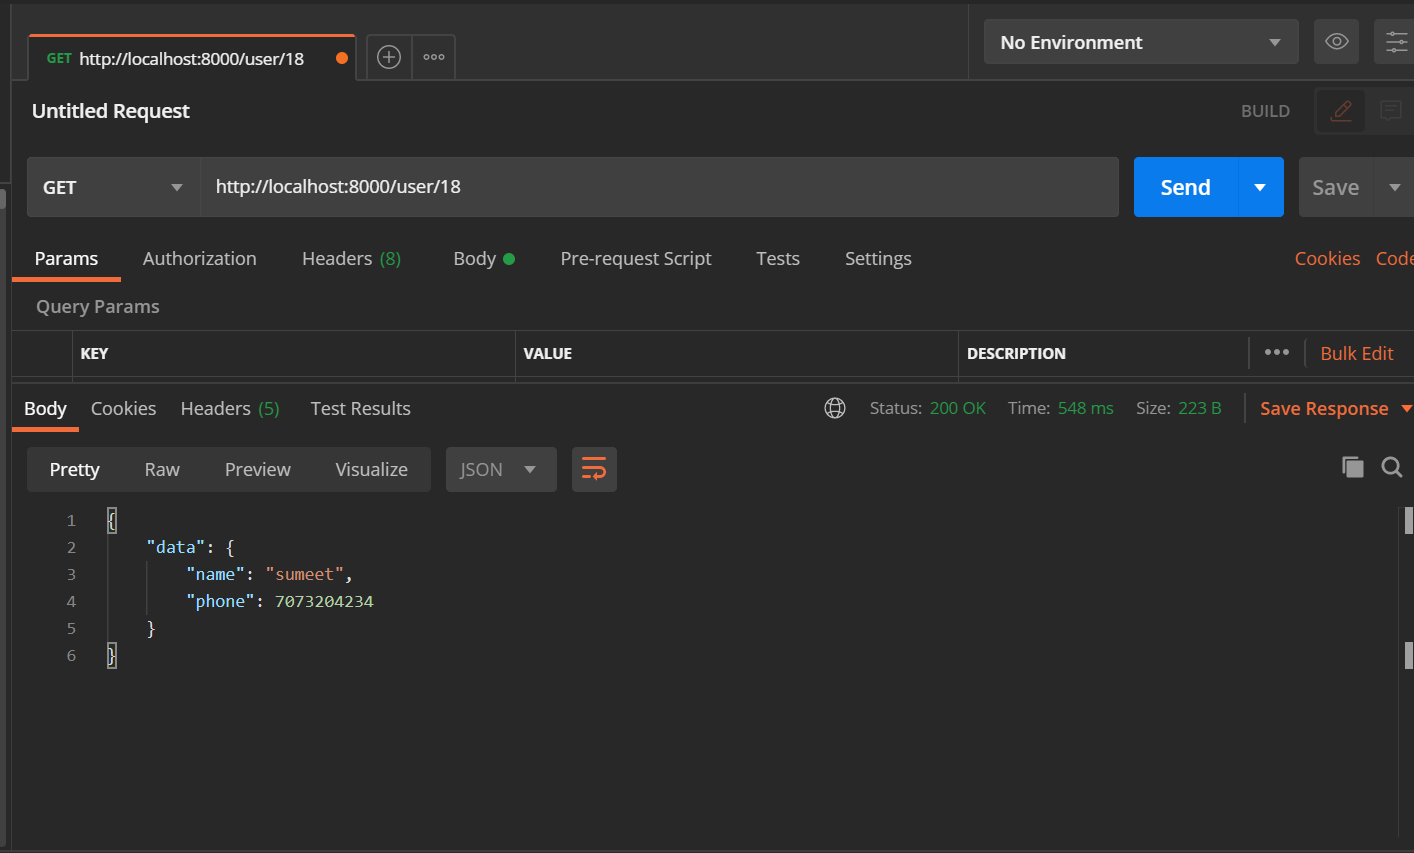 GET http://localhost:8000/user/18
No Environment
Untitled Request
BUILD
GET http://localhost:8000/user/18 Send Save
Params Authorization Headers (8) Body Pre-request Script Tests Settings Cookies Code
Query Params
KEY VALUE DESCRIPTION ••• Bulk Edit
Body Cookies Headers (5) Test Results Status: 200 OK Time: 548 ms Size: 223 B Save Response
Pretty Raw Preview Visualize JSON
1 {
2 "data": {
3 "name": "sumeet",
4 "phone": 7073204234
5 }
6 }